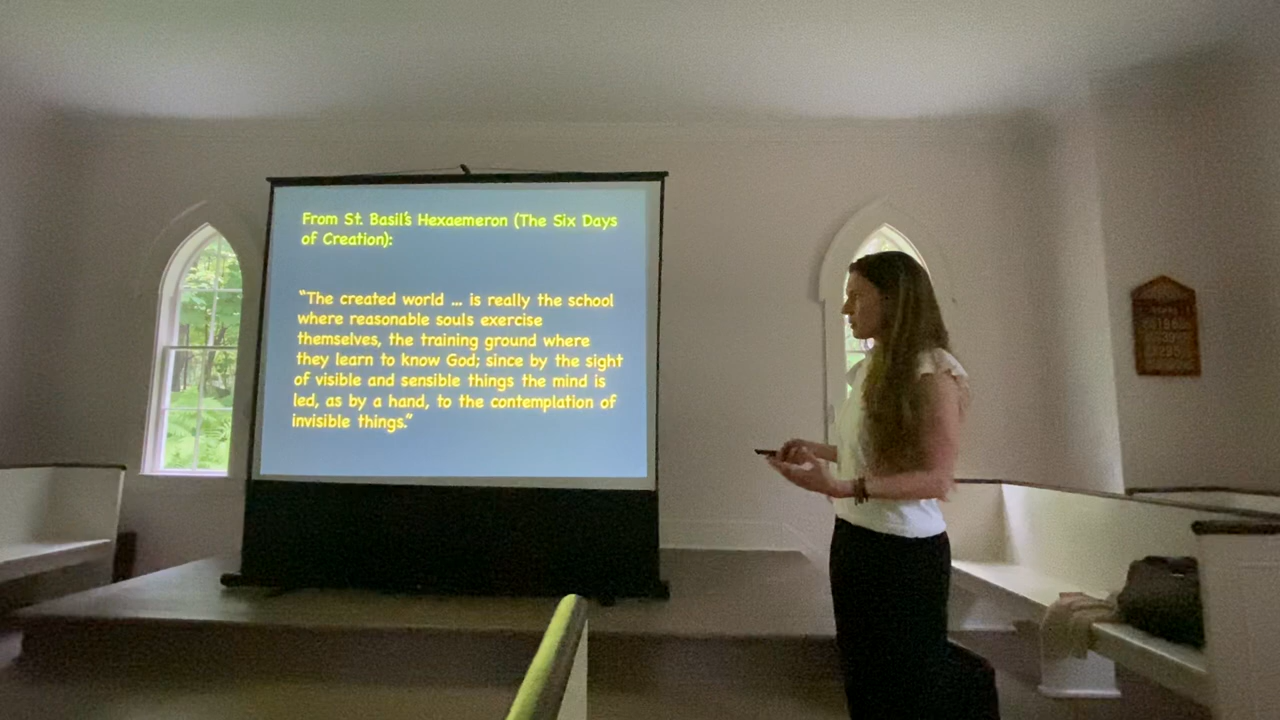 From St. Basil's Hexaemeron (The Six Days
of Creation):
“The created world ... is really the school
where reasonable souls exercise
themselves, the training ground where
they learn to know God; since by the sight
of visible and sensible things the mind is
led, as by a hand, to the contemplation of
invisible things.”